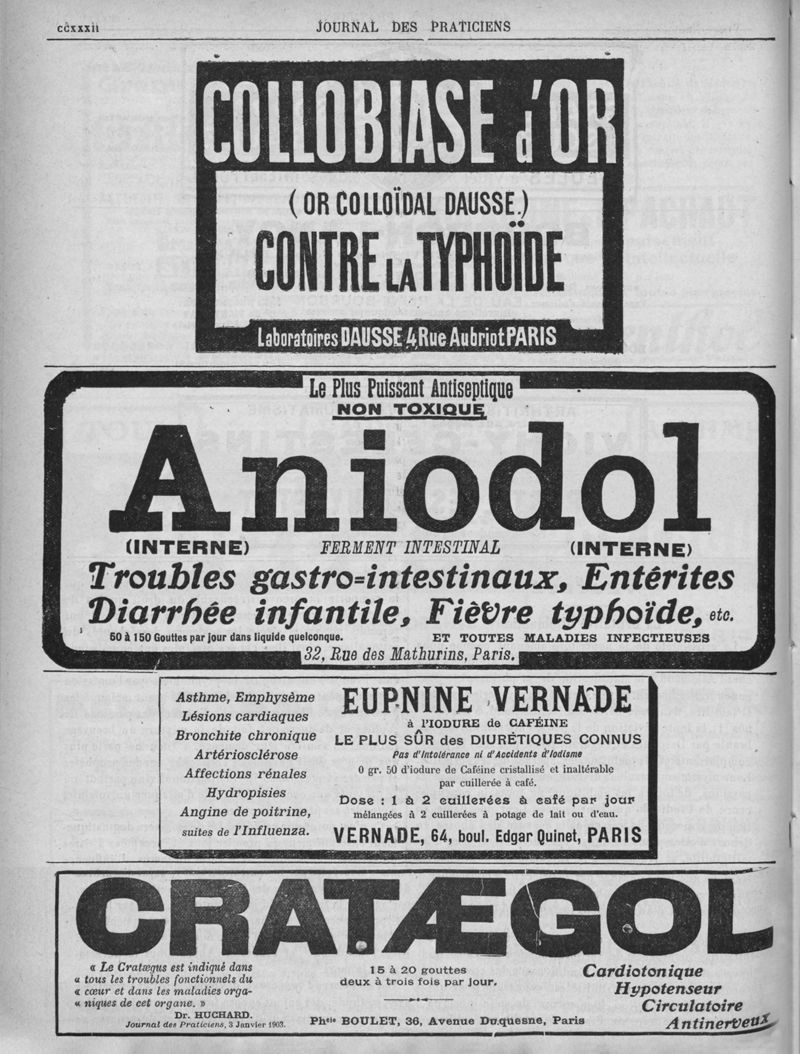 ccxxxii
JOURNAL DES PRATICIENS
COLLOBIASE d'OR
(OR COLLOÏDAL DAUSSE.)
CONTRE LA TYPHOÏDE
Laboratoires DAUSSE 4, Rue Aubriot PARIS
Le Plus Puissant Antiseptique
NON TOXIQUE
Aniodol
(INTERNE) FERMENT INTESTINAL (INTERNE)
Troubles gastro=intestinaux, Entérites
Diarrhée infantile, Fièvre typhoïde, etc.
50 à 150 Gouttes par jour dans liquide quelconque. ET TOUTES MALADIES INFECTIEUSES
32, Rue des Mathurins, Paris.
Asthme, Emphysème
Lésions cardiaques
Bronchite chronique
Artériosclérose
Affections rénales
Hydropisies
Angine de poitrine,
suites de l'Influenza.
EUPNINE VERNADE
à l'IODURE de CAFÉINE
LE PLUS SÛR des DIURÉTIQUES CONNUS
Pas d'Intolérance ni d'Accidents d'Iodisme
0 gr. 50 d'iodure de Caféine cristallisé et inaltérable
par cuillerée à café.
Dose : 1 à 2 cuillerées à café par jour
mélangées à 2 cuillerées à potage de lait ou d'eau.
VERNADE, 64, boul. Edgar Quinet, PARIS
CRATÆGOL
« Le Cratægus est indiqué dans
« tous les troubles fonctionnels du
« cœur et dans les maladies orga-
« niques de cet organe. »
Dr. HUCHARD.
Journal des Praticiens, 3 Janvier 1903.
15 à 20 gouttes
deux à trois fois par jour.
Phcie BOULET, 36, Avenue Duquesne, Paris
Cardiotonique
Hypotenseur
Circulatoire
Antinerveux